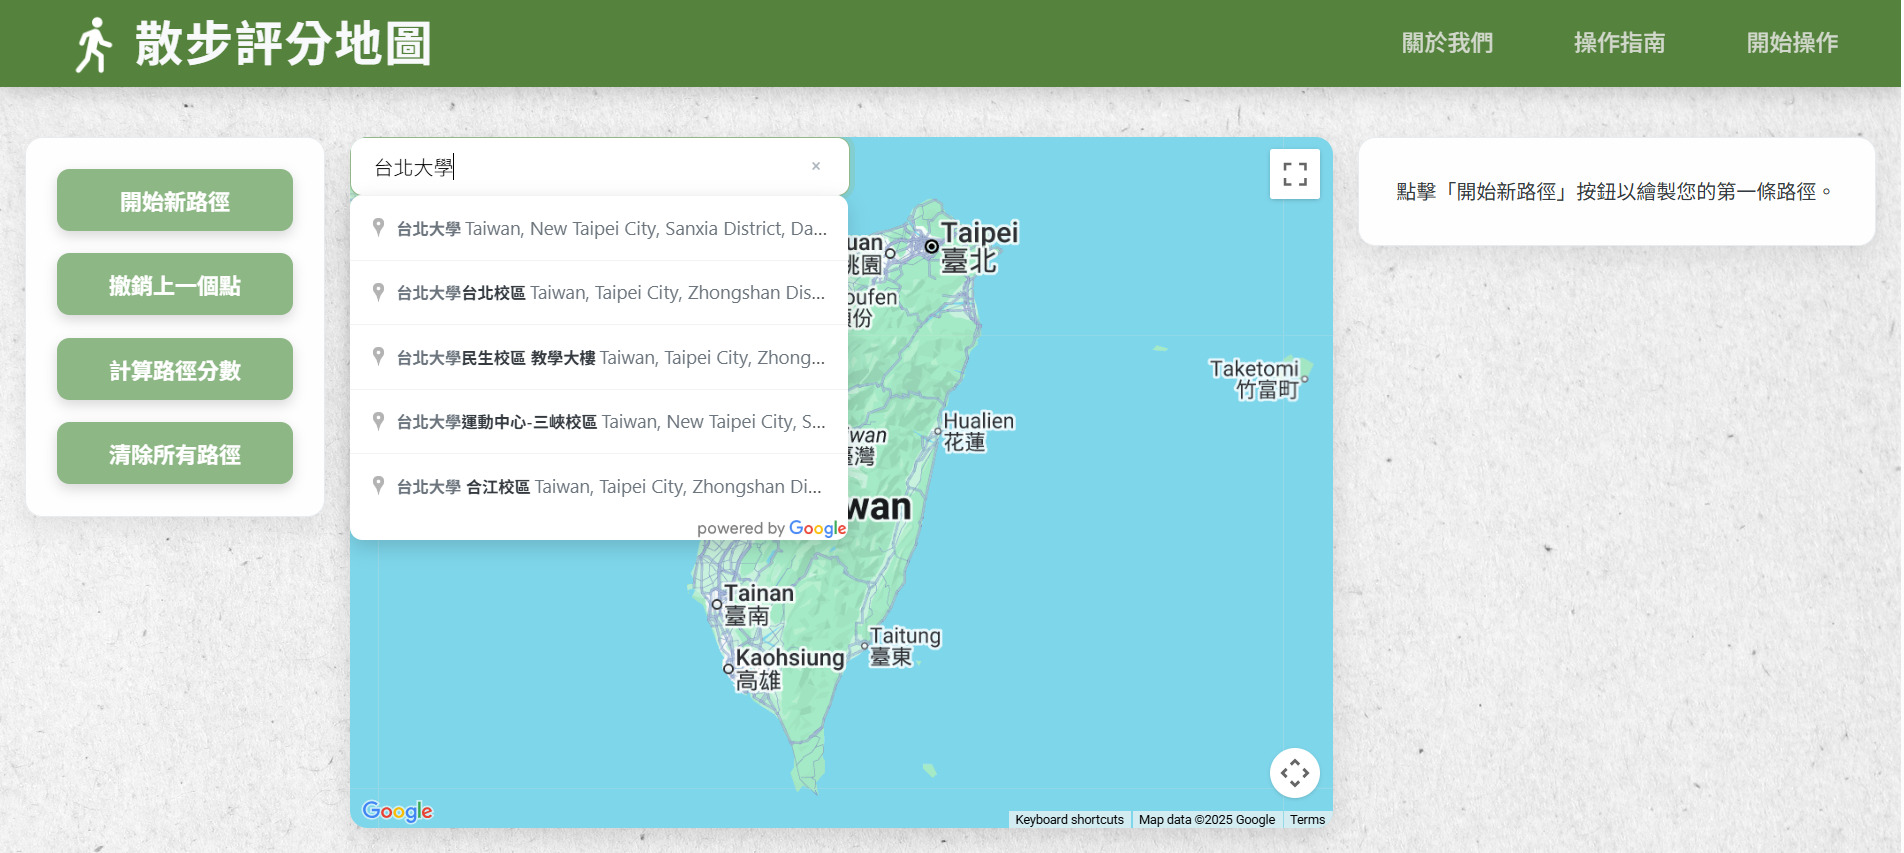 散步評分地圖
關於我們
操作指南
開始操作
開始新路徑
撤銷上一個點
計算路徑分數
清除所有路徑
台北大學
×
台北大學 Taiwan, New Taipei City, Sanxia District, Da...
台北大學台北校區 Taiwan, Taipei City, Zhongshan Dis...
台北大學民生校區 教學大樓 Taiwan, Taipei City, Zhong...
台北大學運動中心-三峽校區 Taiwan, New Taipei City, S...
台北大學 合江校區 Taiwan, Taipei City, Zhongshan Di...
powered by Google
Taipei
臺北
uan
桃園
oufen
份
Taketomi
竹富町
Hualien
花蓮
wan
臺灣
wan
Tainan
臺南
Taitung
臺東
Kaohsiung
高雄
Google
Keyboard shortcuts
Map data ©2025 Google
Terms
點擊「開始新路徑」按鈕以繪製您的第一條路徑。